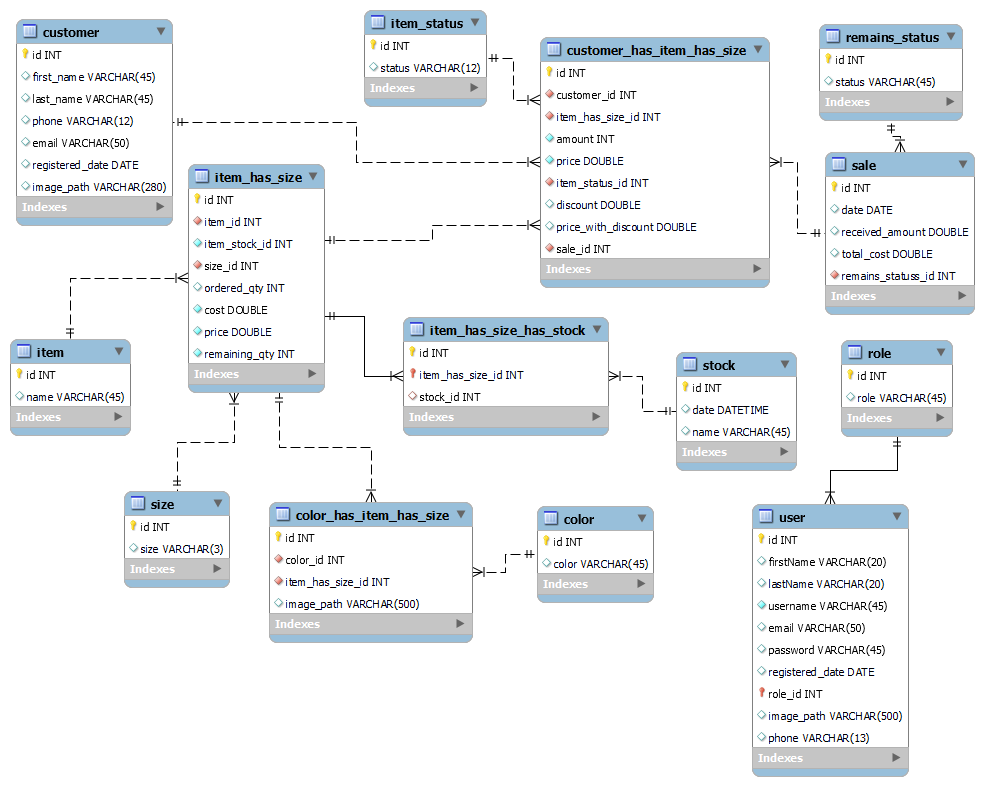 customer
id INT
first_name VARCHAR(45)
last_name VARCHAR(45)
phone VARCHAR(12)
email VARCHAR(50)
registered_date DATE
image_path VARCHAR(280)
Indexes
item_status
id INT
status VARCHAR(12)
Indexes
customer_has_item_has_size
id INT
customer_id INT
item_has_size_id INT
amount INT
price DOUBLE
item_status_id INT
discount DOUBLE
price_with_discount DOUBLE
sale_id INT
Indexes
remains_status
id INT
status VARCHAR(45)
Indexes
sale
id INT
date DATE
received_amount DOUBLE
total_cost DOUBLE
remains_statuss_id INT
Indexes
item_has_size
id INT
item_id INT
item_stock_id INT
size_id INT
ordered_qty INT
cost DOUBLE
price DOUBLE
remaining_qty INT
Indexes
item
id INT
name VARCHAR(45)
Indexes
item_has_size_has_stock
id INT
item_has_size_id INT
stock_id INT
Indexes
stock
id INT
date DATETIME
name VARCHAR(45)
Indexes
role
id INT
role VARCHAR(45)
Indexes
size
id INT
size VARCHAR(3)
Indexes
color_has_item_has_size
id INT
color_id INT
item_has_size_id INT
image_path VARCHAR(500)
Indexes
color
id INT
color VARCHAR(45)
Indexes
user
id INT
firstName VARCHAR(20)
lastName VARCHAR(20)
username VARCHAR(45)
email VARCHAR(50)
password VARCHAR(45)
registered_date DATE
role_id INT
image_path VARCHAR(500)
phone VARCHAR(13)
Indexes